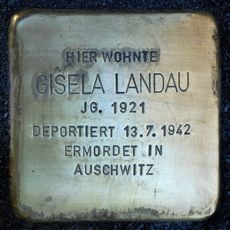 HIER WOHNTE
GISELA LANDAU
JG. 1921
DEPORTIERT 13.7.1942
ERMORDET IN
AUSCHWITZ